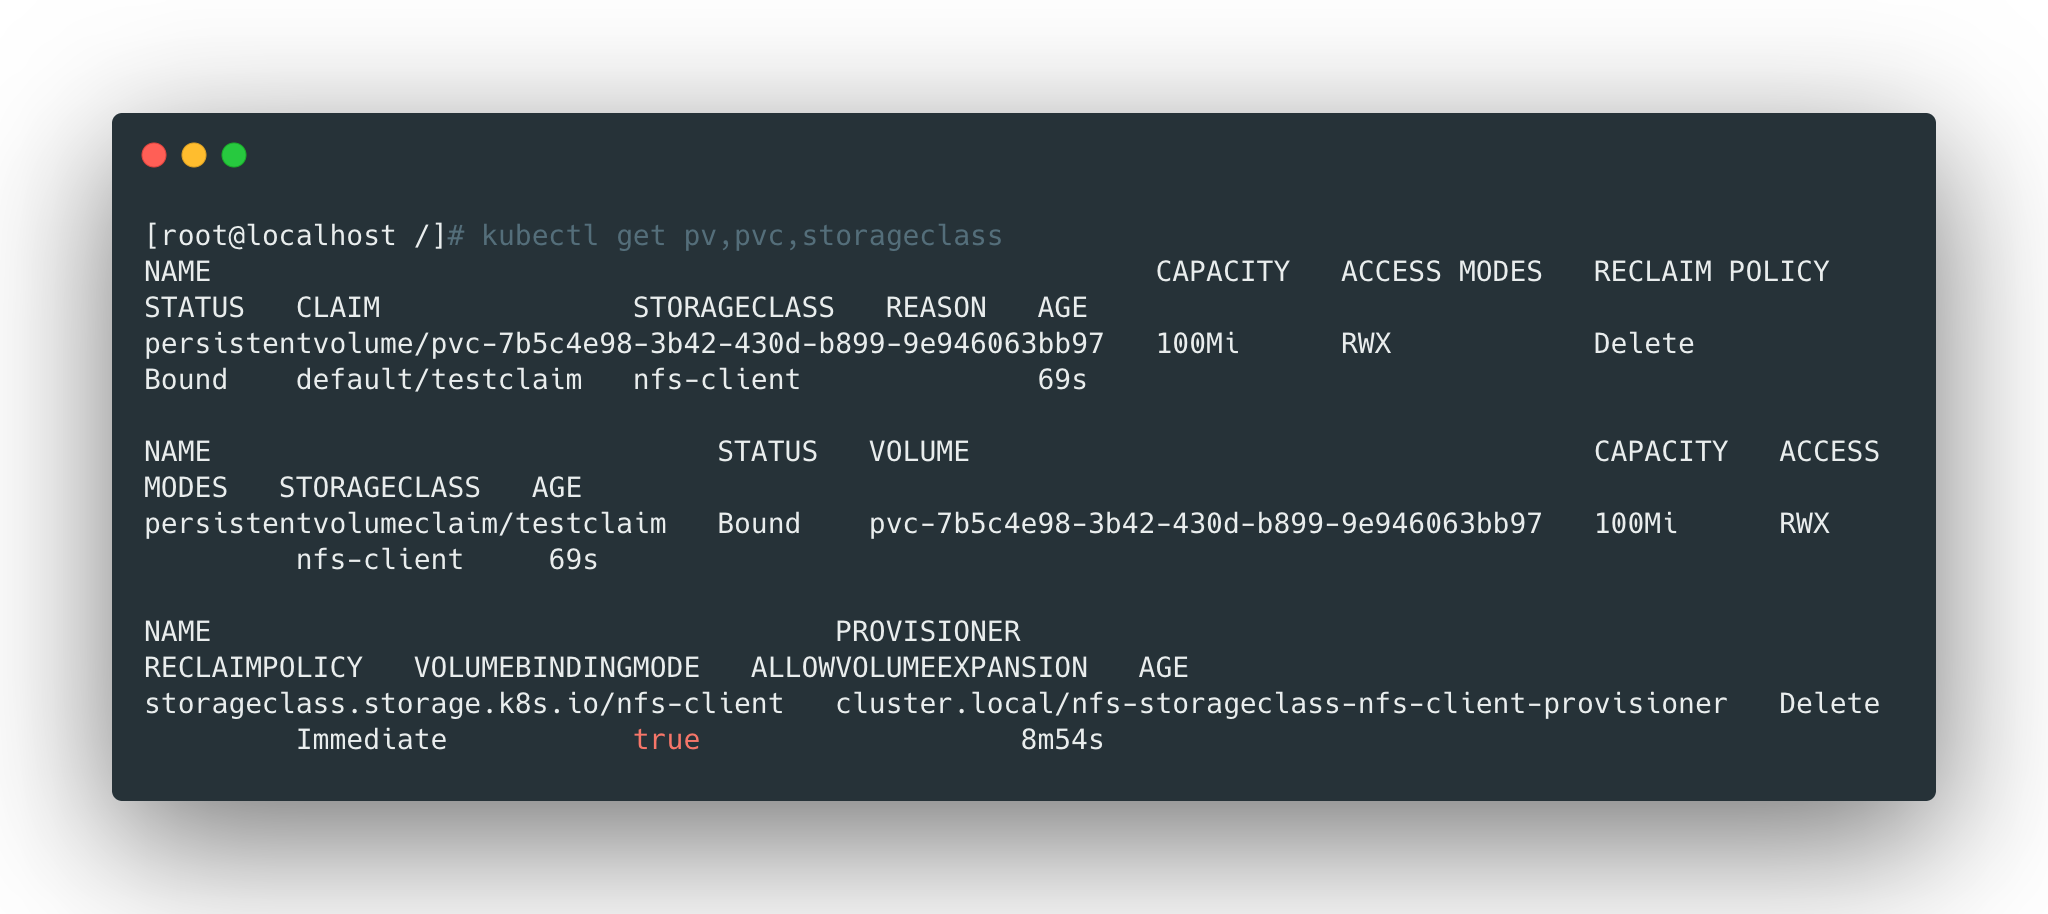 [root@localhost /]# kubectl get pv,pvc,storageclass
NAME                                                        CAPACITY   ACCESS MODES   RECLAIM POLICY
STATUS   CLAIM               STORAGECLASS   REASON   AGE
persistentvolume/pvc-7b5c4e98-3b42-430d-b899-9e946063bb97   100Mi      RWX            Delete
Bound    default/testclaim   nfs-client              69s

NAME                              STATUS   VOLUME                                     CAPACITY   ACCESS
MODES   STORAGECLASS   AGE
persistentvolumeclaim/testclaim   Bound    pvc-7b5c4e98-3b42-430d-b899-9e946063bb97   100Mi      RWX
         nfs-client     69s

NAME                                     PROVISIONER
RECLAIMPOLICY   VOLUMEBINDINGMODE   ALLOWVOLUMEEXPANSION   AGE
storageclass.storage.k8s.io/nfs-client   cluster.local/nfs-storageclass-nfs-client-provisioner   Delete
         Immediate           true                   8m54s